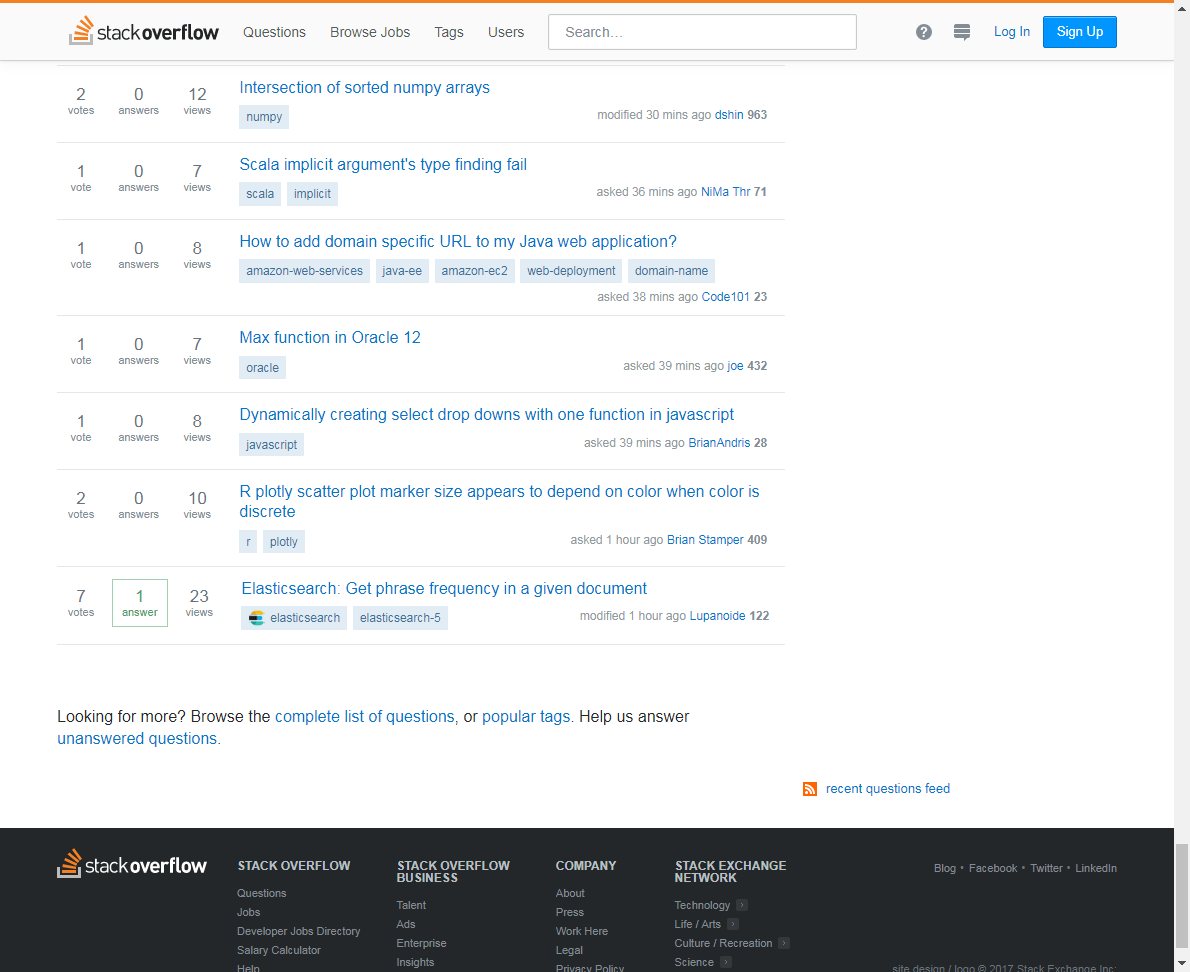 stack overflow Questions Browse Jobs Tags Users Search... ? Log In Sign Up
2 votes 0 answers 12 views
Intersection of sorted numpy arrays
numpy
modified 30 mins ago dshin 963
1 vote 0 answers 7 views
Scala implicit argument's type finding fail
scala implicit
asked 36 mins ago NiMa Thr 71
1 vote 0 answers 8 views
How to add domain specific URL to my Java web application?
amazon-web-services java-ee amazon-ec2 web-deployment domain-name
asked 38 mins ago Code101 23
1 vote 0 answers 7 views
Max function in Oracle 12
oracle
asked 39 mins ago joe 432
1 vote 0 answers 8 views
Dynamically creating select drop downs with one function in javascript
javascript
asked 39 mins ago BrianAndris 28
2 votes 0 answers 10 views
R plotly scatter plot marker size appears to depend on color when color is
discrete
r plotly
asked 1 hour ago Brian Stamper 409
7 votes 1 answer 23 views
Elasticsearch: Get phrase frequency in a given document
elasticsearch elasticsearch-5
modified 1 hour ago Lupanoide 122
Looking for more? Browse the complete list of questions, or popular tags. Help us answer
unanswered questions.
recent questions feed
stack overflow
STACK OVERFLOW
Questions
Jobs
Developer Jobs Directory
Salary Calculator
Help
STACK OVERFLOW
BUSINESS
Talent
Ads
Enterprise
Insights
COMPANY
About
Press
Work Here
Legal
Privacy Policy
STACK EXCHANGE
NETWORK
Technology
Life / Arts
Culture / Recreation
Science
Blog • Facebook • Twitter • LinkedIn
site design / logo © 2017 Stack Exchange Inc;